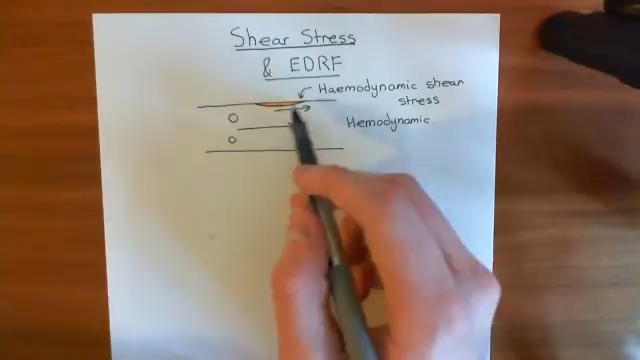 Shear Stress
& EDRF
Haemodynamic shear
stress
Hemodynamic